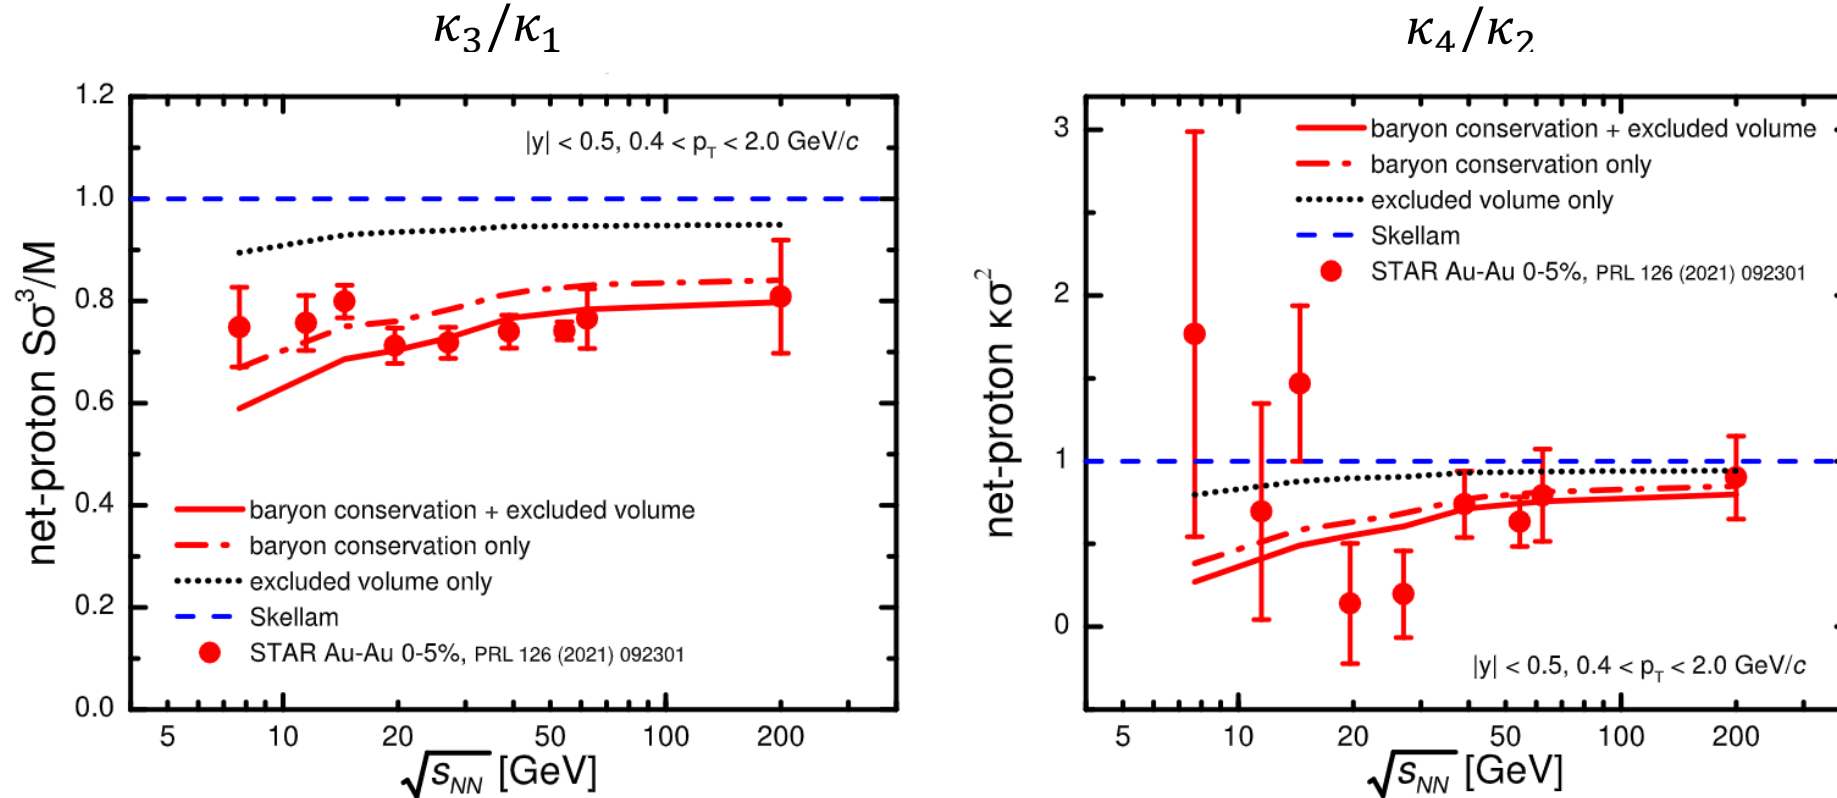 κ₃/κ₁
1.2
1.0
0.8
0.6
0.4
0.2
0.0
net-proton Sσ³/M
|y| < 0.5, 0.4 < p_T < 2.0 GeV/c
baryon conservation + excluded volume
baryon conservation only
excluded volume only
Skellam
STAR Au-Au 0-5%, PRL 126 (2021) 092301
5 10 20 50 100 200
√s_NN [GeV]
κ₄/κ₂
3
2
1
0
net-proton κσ²
baryon conservation + excluded volume
baryon conservation only
excluded volume only
Skellam
STAR Au-Au 0-5%, PRL 126 (2021) 092301
|y| < 0.5, 0.4 < p_T < 2.0 GeV/c
5 10 20 50 100 200
√s_NN [GeV]